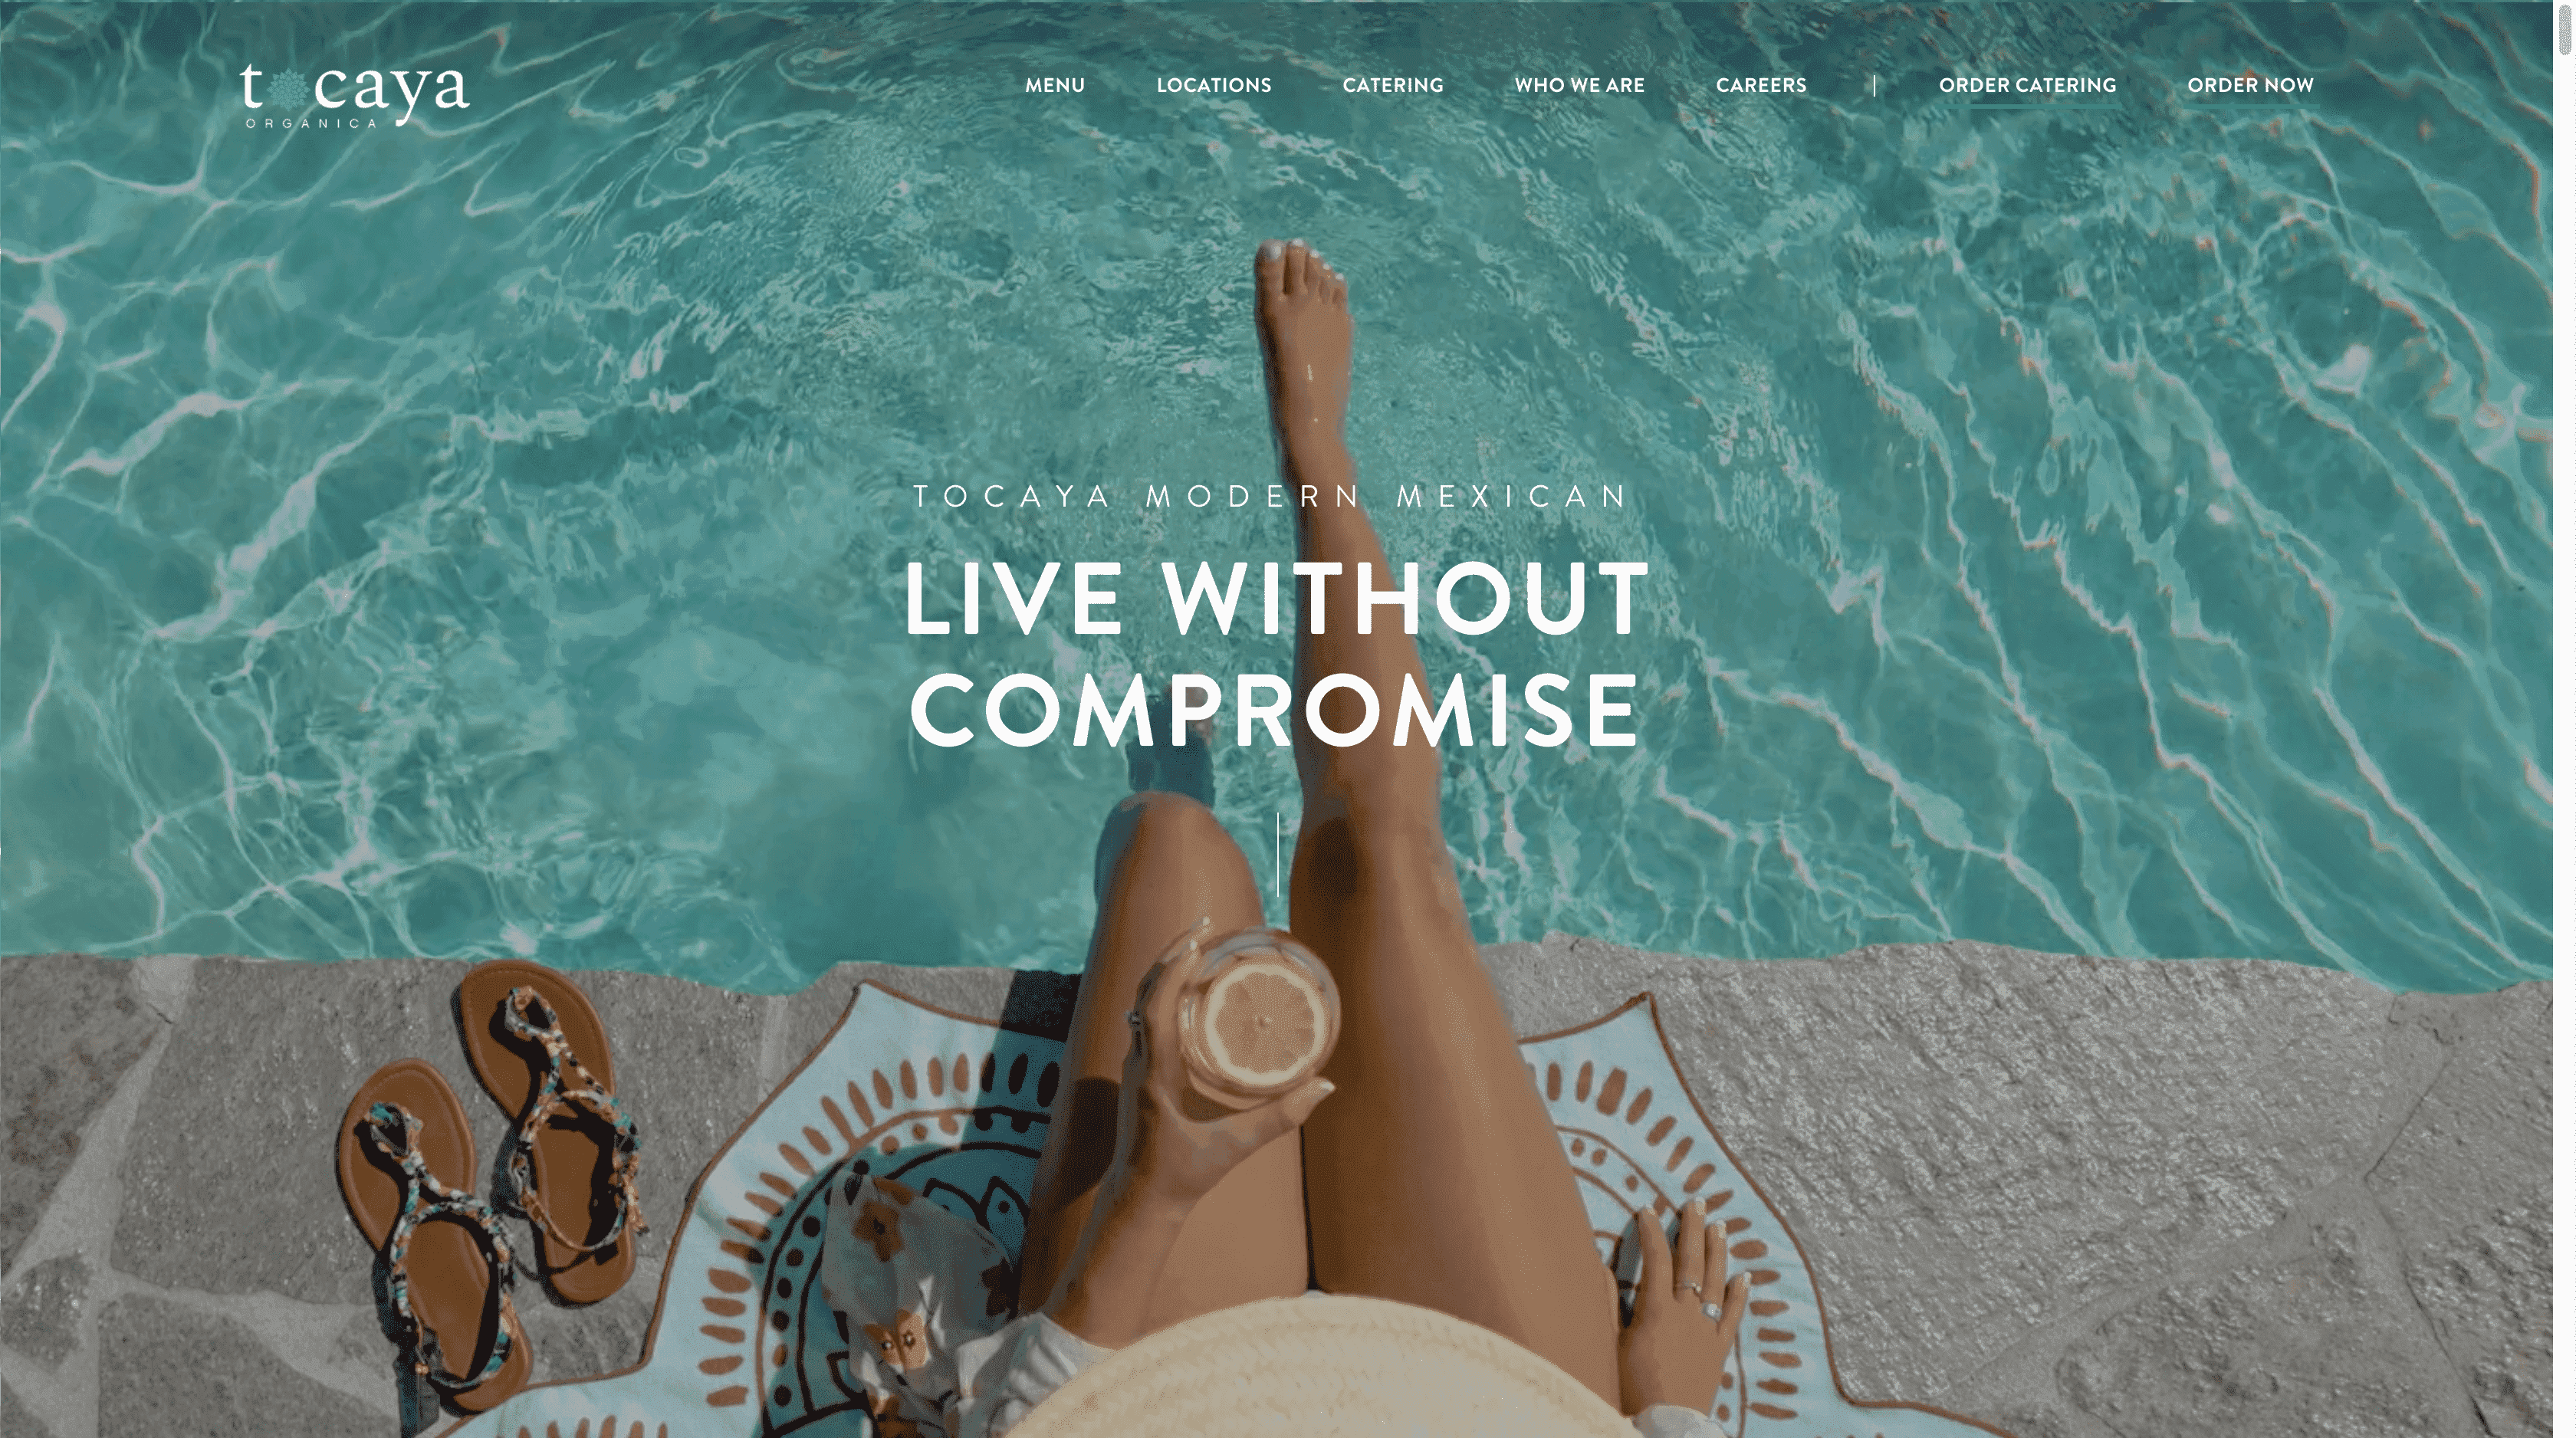 tocaya
ORGANICA
MENU
LOCATIONS
CATERING
WHO WE ARE
CAREERS
ORDER CATERING
ORDER NOW
TOCAYA MODERN MEXICAN
LIVE WITHOUT
COMPROMISE